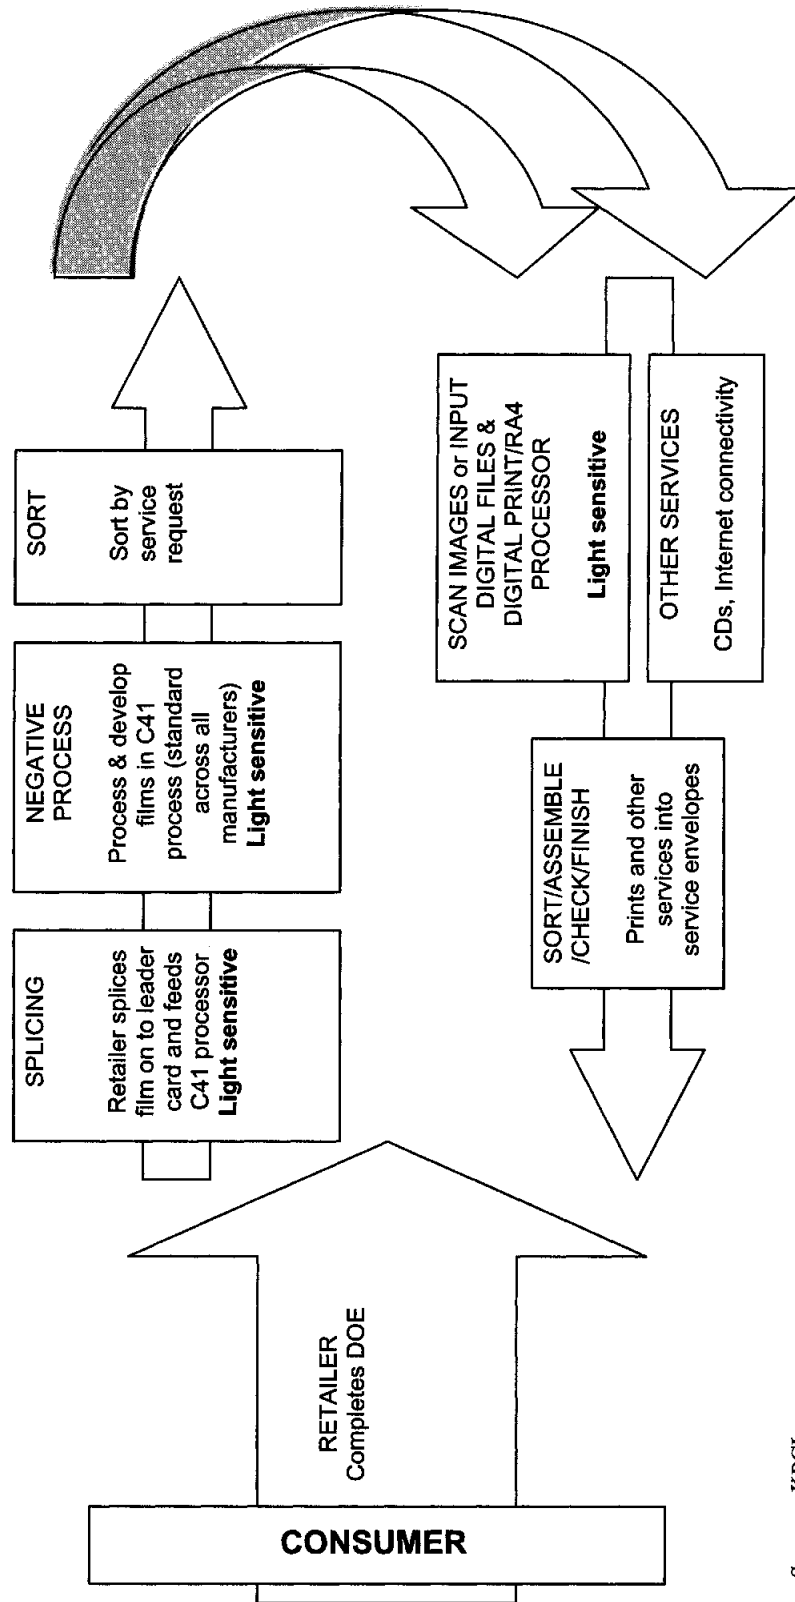 CONSUMER
RETAILER
Completes DOE
SPLICING
Retailer splices
film on to leader
card and feeds
C41 processor
Light sensitive
NEGATIVE
PROCESS
Process & develop
films in C41
process (standard
across all
manufacturers)
Light sensitive
SORT
Sort by
service
request
SCAN IMAGES or INPUT
DIGITAL FILES &
DIGITAL PRINT/RA4
PROCESSOR
Light sensitive
OTHER SERVICES
CDs, Internet connectivity
SORT/ASSEMBLE
/CHECK/FINISH
Prints and other
services into
service envelopes